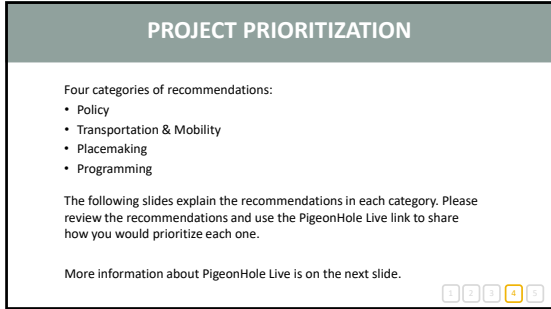 PROJECT PRIORITIZATION
Four categories of recommendations:
• Policy
• Transportation & Mobility
• Placemaking
• Programming
The following slides explain the recommendations in each category. Please
review the recommendations and use the PigeonHole Live link to share
how you would prioritize each one.
More information about PigeonHole Live is on the next slide.
1 2 3 4 5